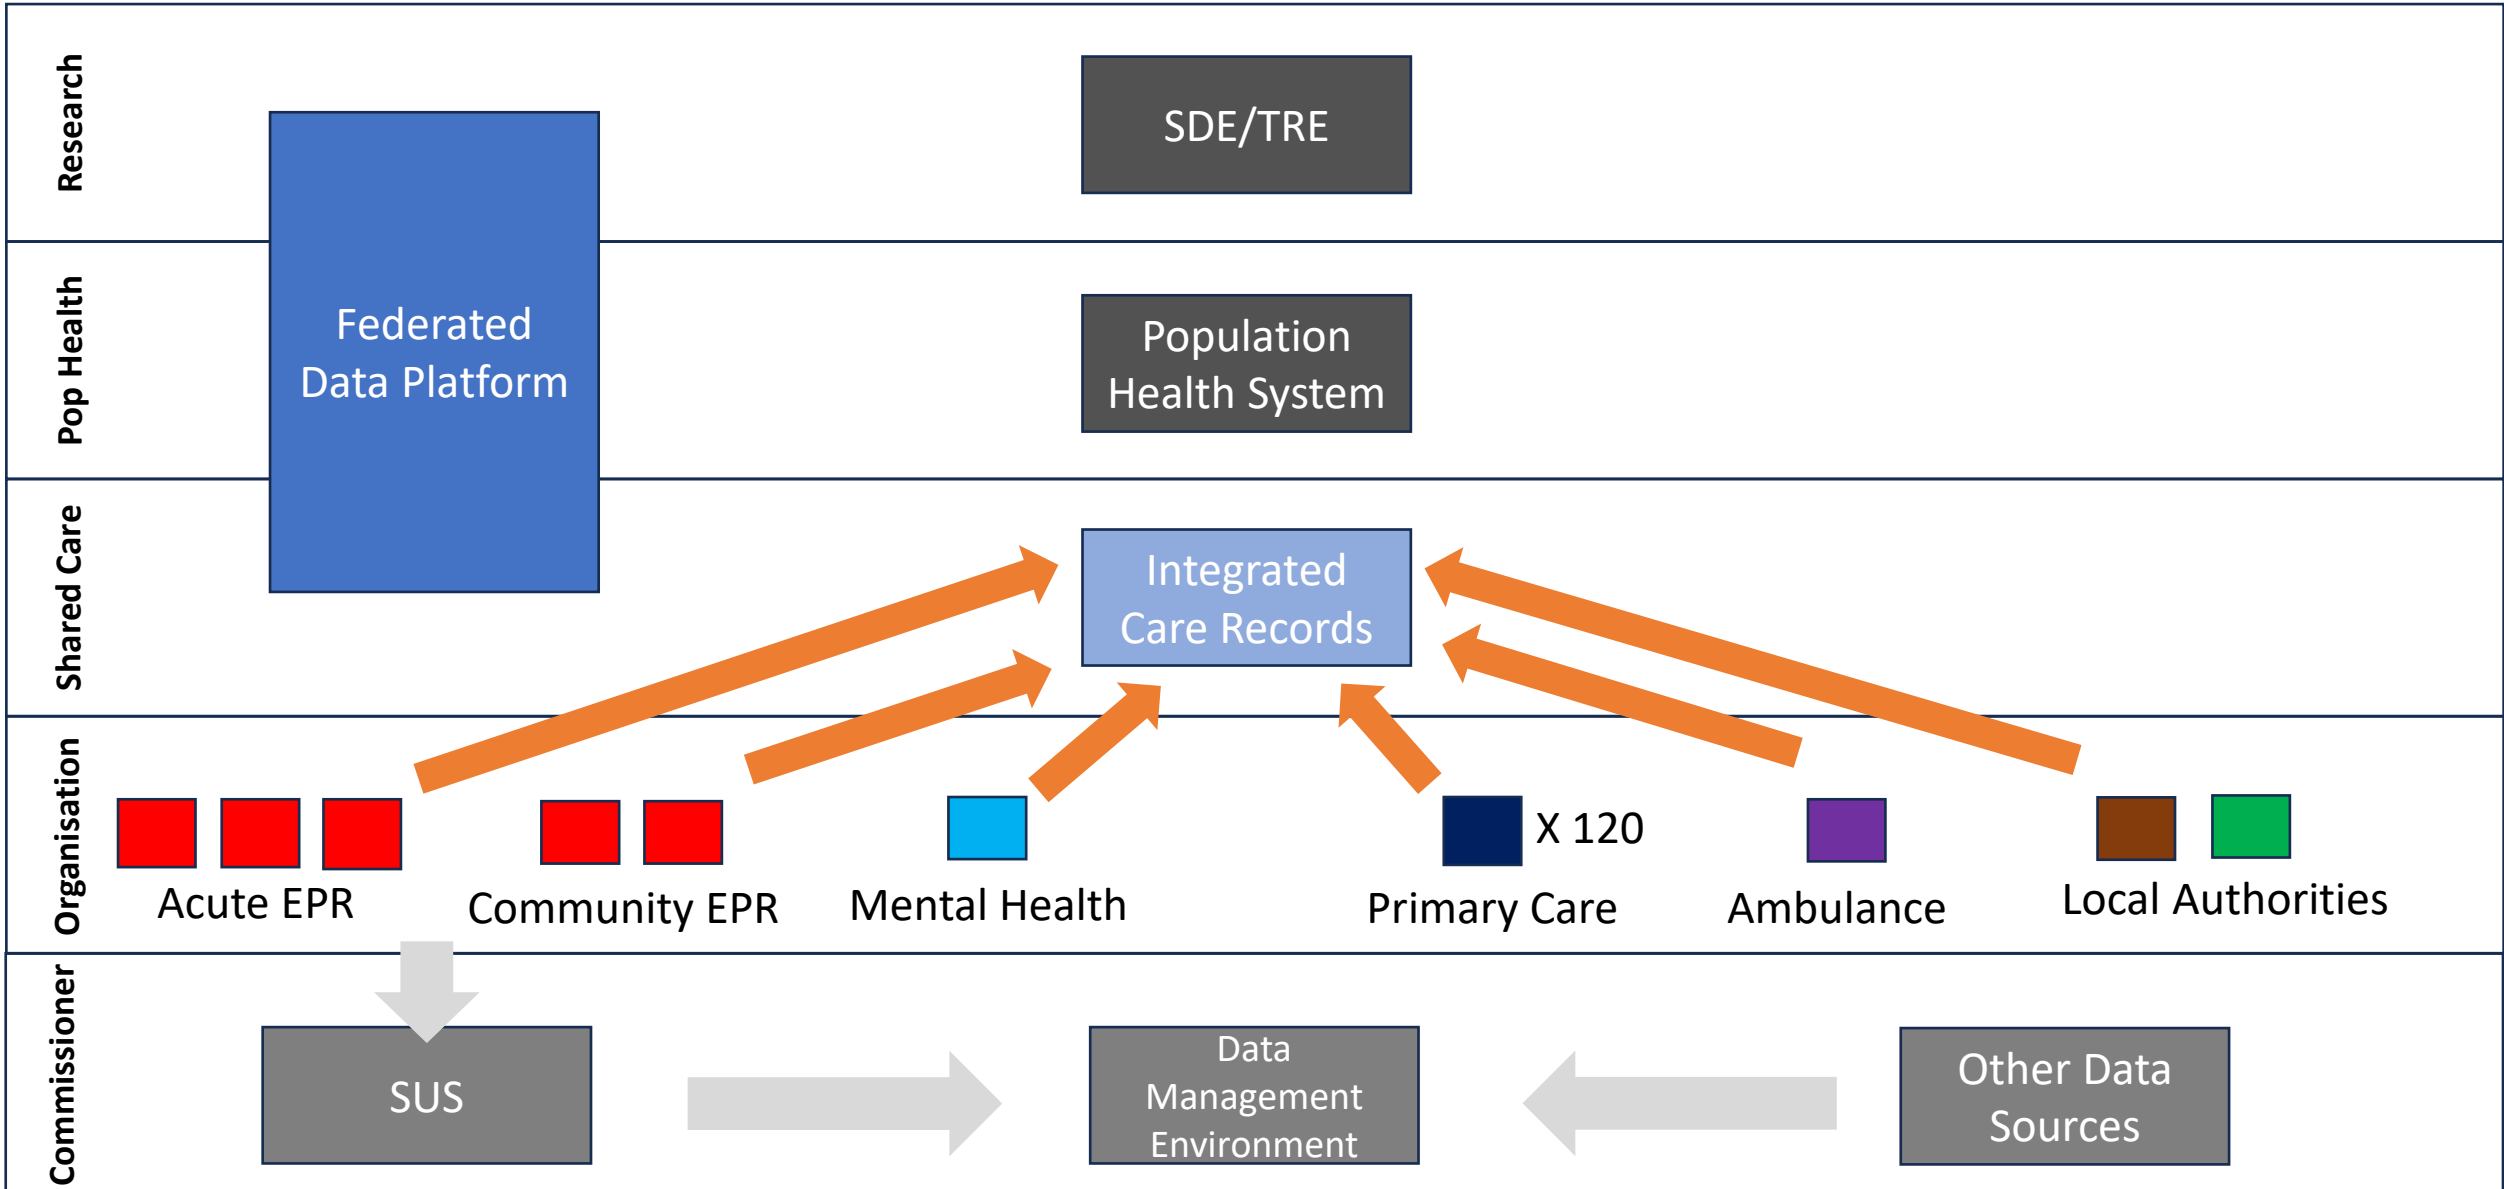 Research
SDE/TRE
Federated
Data Platform
Pop Health
Population
Health System
Shared Care
Integrated
Care Records
Organisation
X 120
Acute EPR
Community EPR
Mental Health
Primary Care
Ambulance
Local Authorities
Commissioner
SUS
Data
Management
Environment
Other Data
Sources